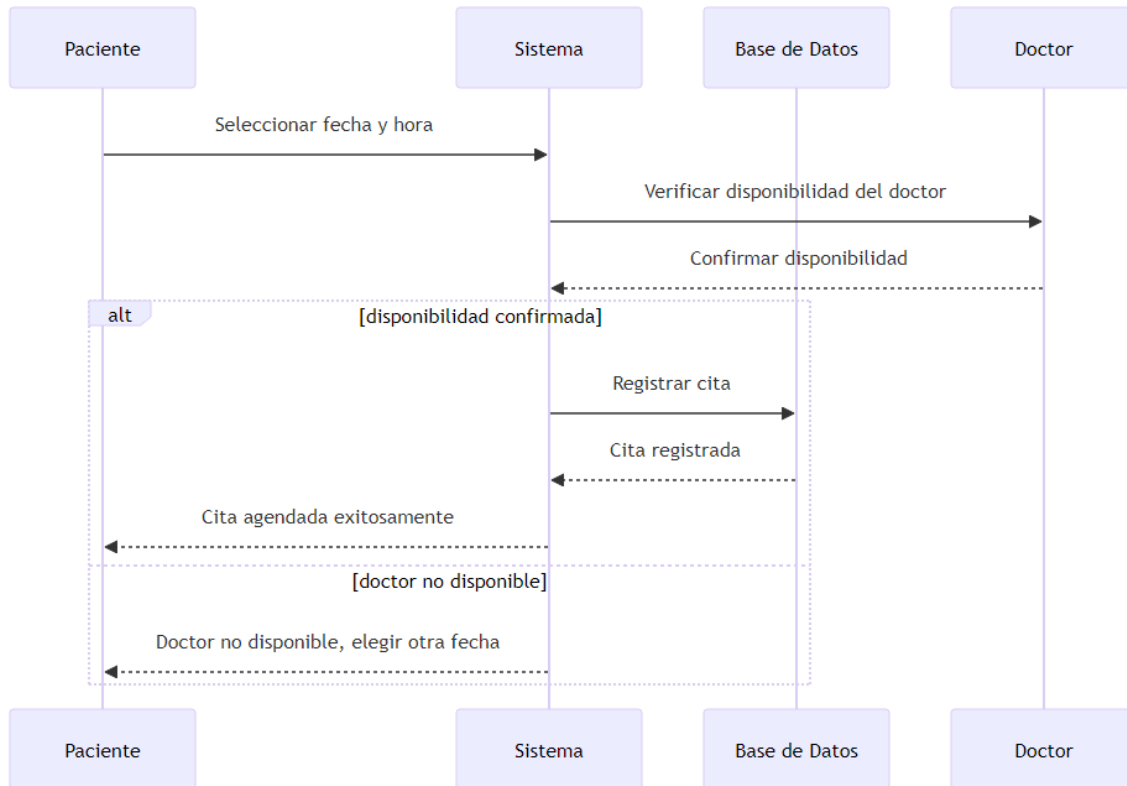 Paciente
Sistema
Base de Datos
Doctor
Seleccionar fecha y hora
Verificar disponibilidad del doctor
Confirmar disponibilidad
alt
[disponibilidad confirmada]
Registrar cita
Cita registrada
Cita agendada exitosamente
[doctor no disponible]
Doctor no disponible, elegir otra fecha
Paciente
Sistema
Base de Datos
Doctor